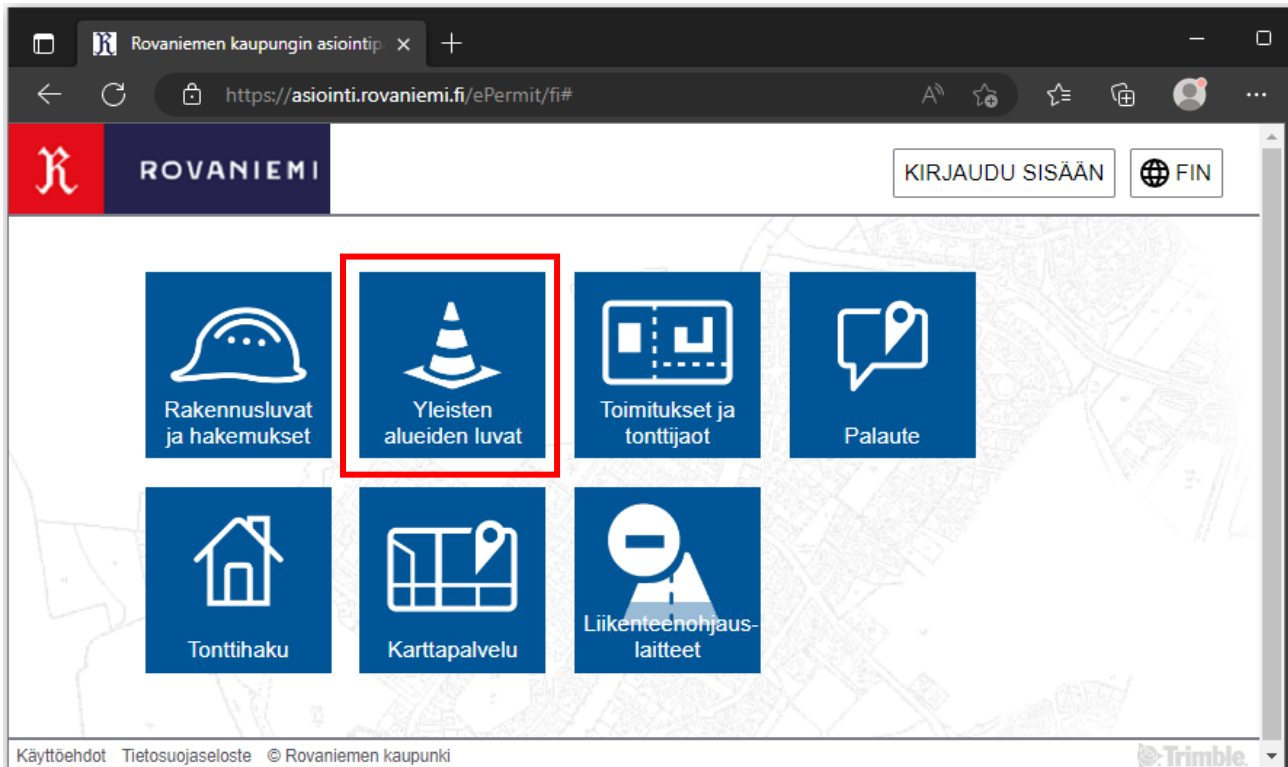 Rovaniemen kaupungin asiointip
https://asiointi.rovaniemi.fi/ePermit/fi#
ROVANIEMI
KIRJAUDU SISÄÄN
FIN
Rakennusluvat
ja hakemukset
Yleisten
alueiden luvat
Toimitukset ja
tonttijaot
Palaute
Tonttihaku
Karttapalvelu
Liikenteenohjaus-
laitteet
Käyttöehdot Tietosuojaseloste © Rovaniemen kaupunki
Trimble.